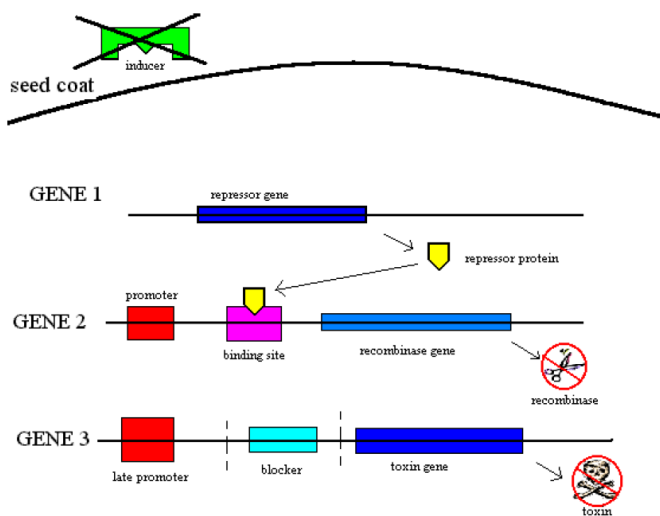 inducer
seed coat
GENE 1
repressor gene
repressor protein
promoter
GENE 2
binding site
recombinase gene
recombinase
GENE 3
late promoter
blocker
toxin gene
toxin